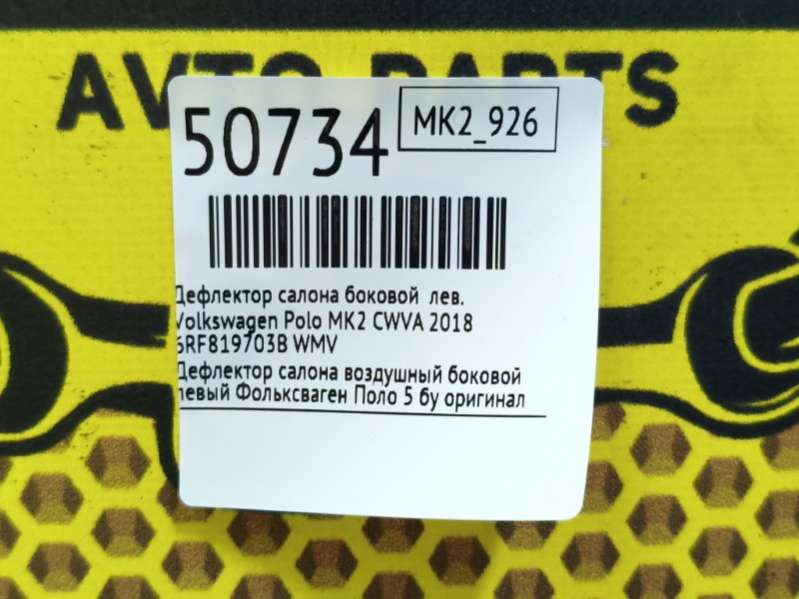 AVTO PARTS
50734
MK2_926
Дефлектор салона боковой лев.
Volkswagen Polo MK2 CWVA 2018
6RF819703B WMV
Дефлектор салона воздушный боковой
левый Фольксваген Поло 5 бу оригинал